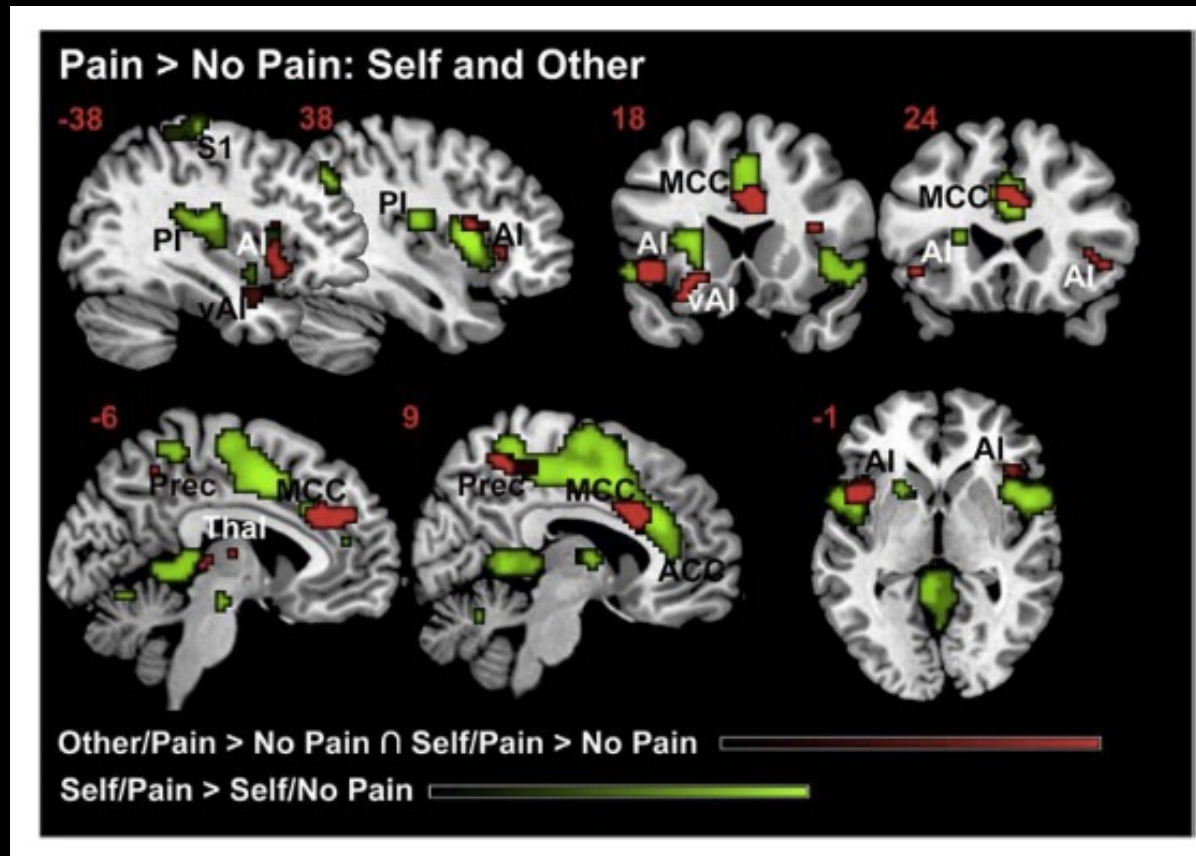 Pain > No Pain: Self and Other
-38
38
18
24
S1
PI
AI
vAI
PI
AI
MCC
AI
vAI
MCC
AI
AI
-6
9
-1
Prec
MCC
Thal
Prec
MCC
ACC
AI
AI
Other/Pain > No Pain ∩ Self/Pain > No Pain
Self/Pain > Self/No Pain